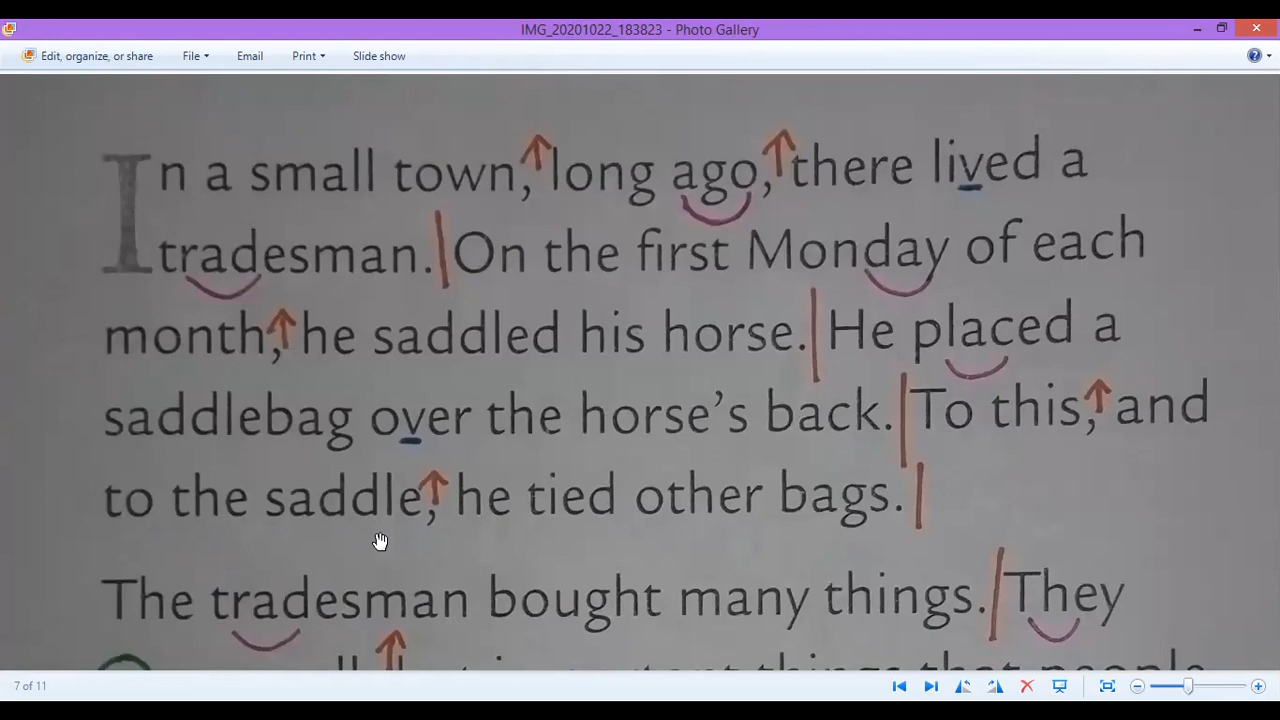 IMG_20201022_183823 - Photo Gallery
Edit, organize, or share File Email Print Slide show
In a small town, long ago, there lived a
tradesman. On the first Monday of each
month, he saddled his horse. He placed a
saddlebag over the horse’s back. To this, and
to the saddle, he tied other bags.
The tradesman bought many things. They
things that people
7 of 11